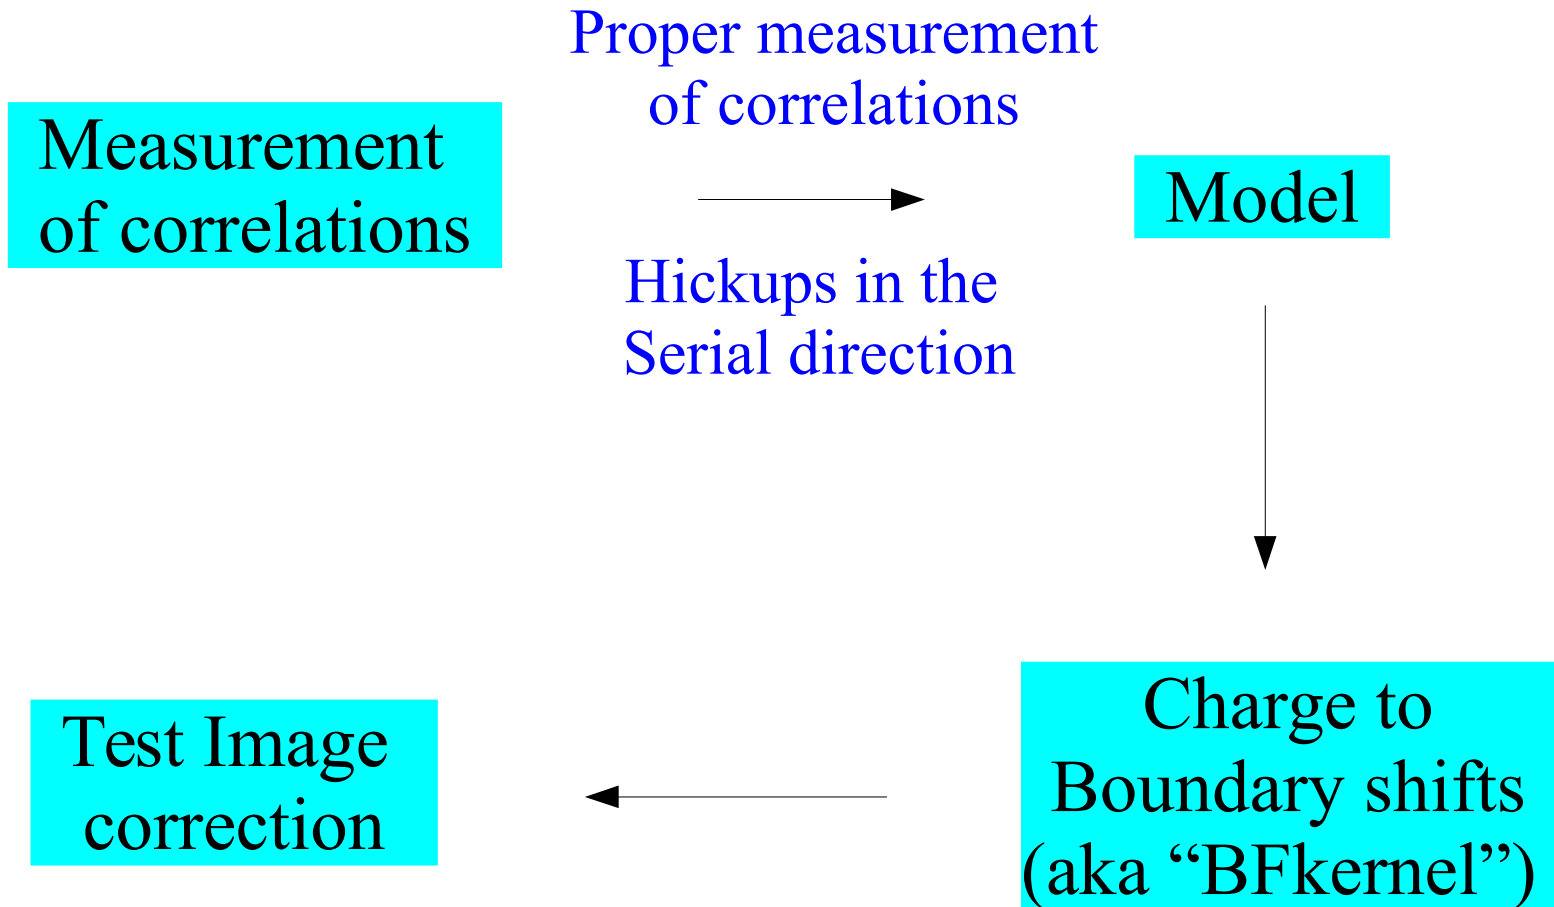 Proper measurement
of correlations
Measurement
of correlations
Model
Hickups in the
Serial direction
Charge to
Boundary shifts
(aka “BFkernel”)
Test Image
correction